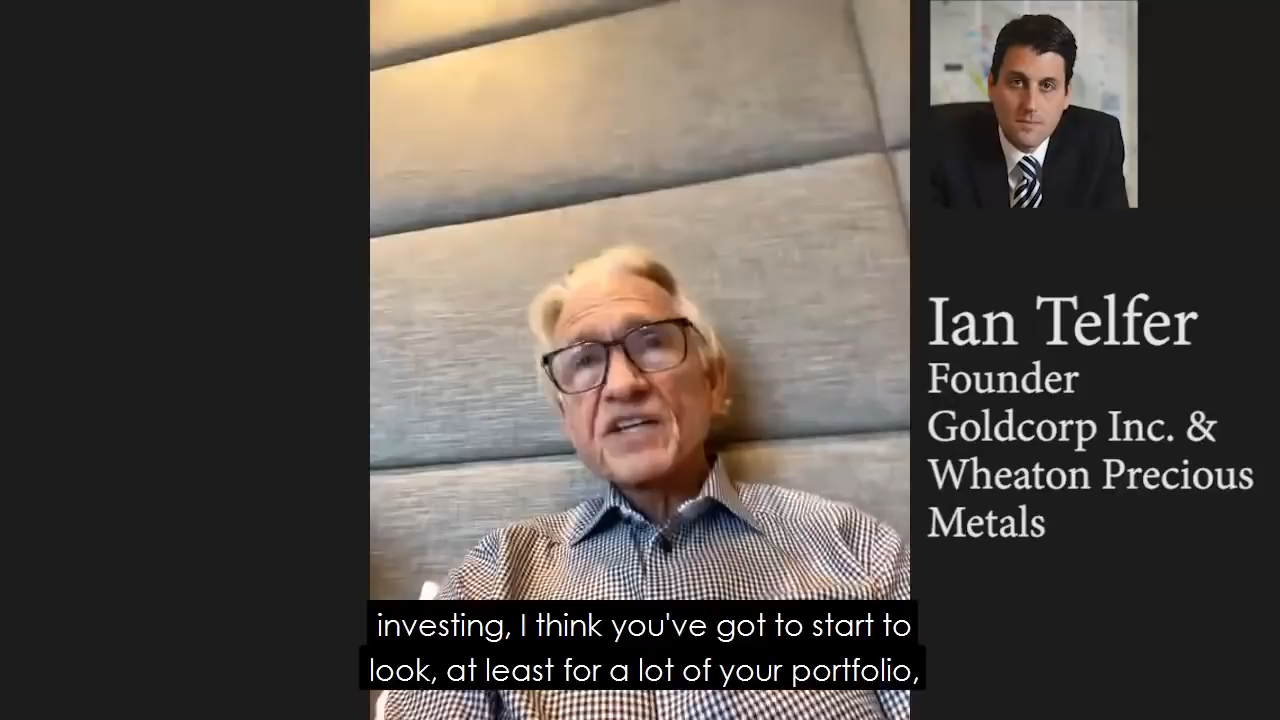 Ian Telfer
Founder
Goldcorp Inc. &
Wheaton Precious
Metals
investing, I think you've got to start to
look, at least for a lot of your portfolio,